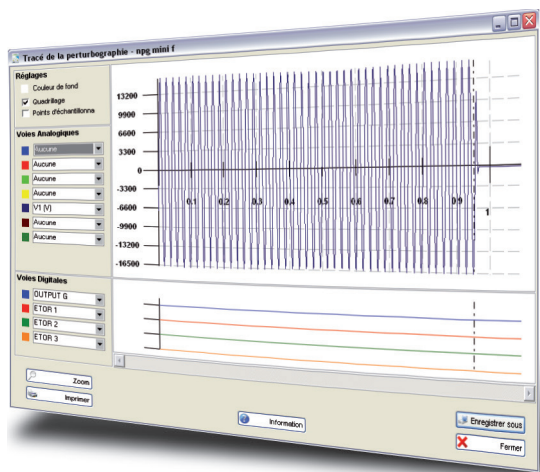 Tracé de la perturbographie - npg mini f
Réglages
Couleur de fond
Quadrillage
Points d'échantillonna
Voies Analogiques
Aucune
Aucune
Aucune
Aucune
V1 (V)
Aucune
Aucune
13200
9900
6600
3300
0
-3300
-6600
-9900
-13200
-16500
0.1
0.2
0.3
0.4
0.5
0.6
0.7
0.8
0.9
1
Voies Digitales
OUTPUT G
ETOR 1
ETOR 2
ETOR 3
Zoom
Imprimer
Information
Enregistrer sous
Fermer